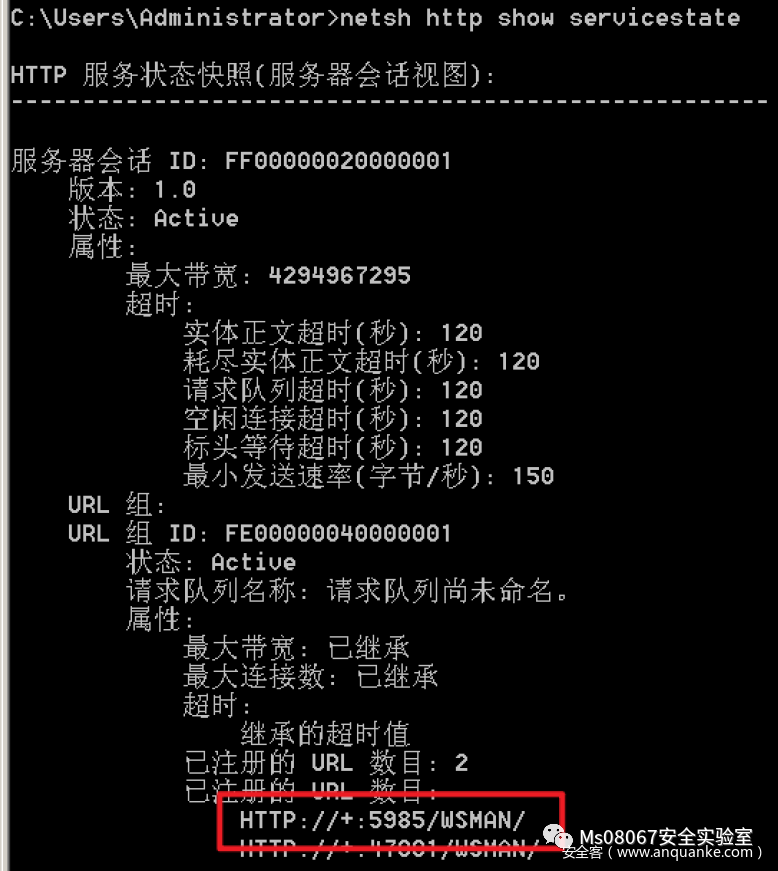 C:\Users\Administrator>netsh http show servicestate
HTTP 服务状态快照(服务器会话视图):
-----------------------------------------------------
服务器会话 ID: FF00000020000001
版本: 1.0
状态: Active
属性:
最大带宽: 4294967295
超时:
实体正文超时(秒): 120
耗尽实体正文超时(秒): 120
请求队列超时(秒): 120
空闲连接超时(秒): 120
标头等待超时(秒): 120
最小发送速率(字节/秒): 150
URL 组:
URL 组 ID: FE00000040000001
状态: Active
请求队列名称: 请求队列尚未命名。
属性:
最大带宽: 已继承
最大连接数: 已继承
超时:
继承的超时值
已注册的 URL 数目: 2
已注册的 URL 数目:
HTTP://+:5985/WSMAN/
HTTP://+:47001/WSMAN/
Ms08067安全实验室
安全客（www.anquanke.com）